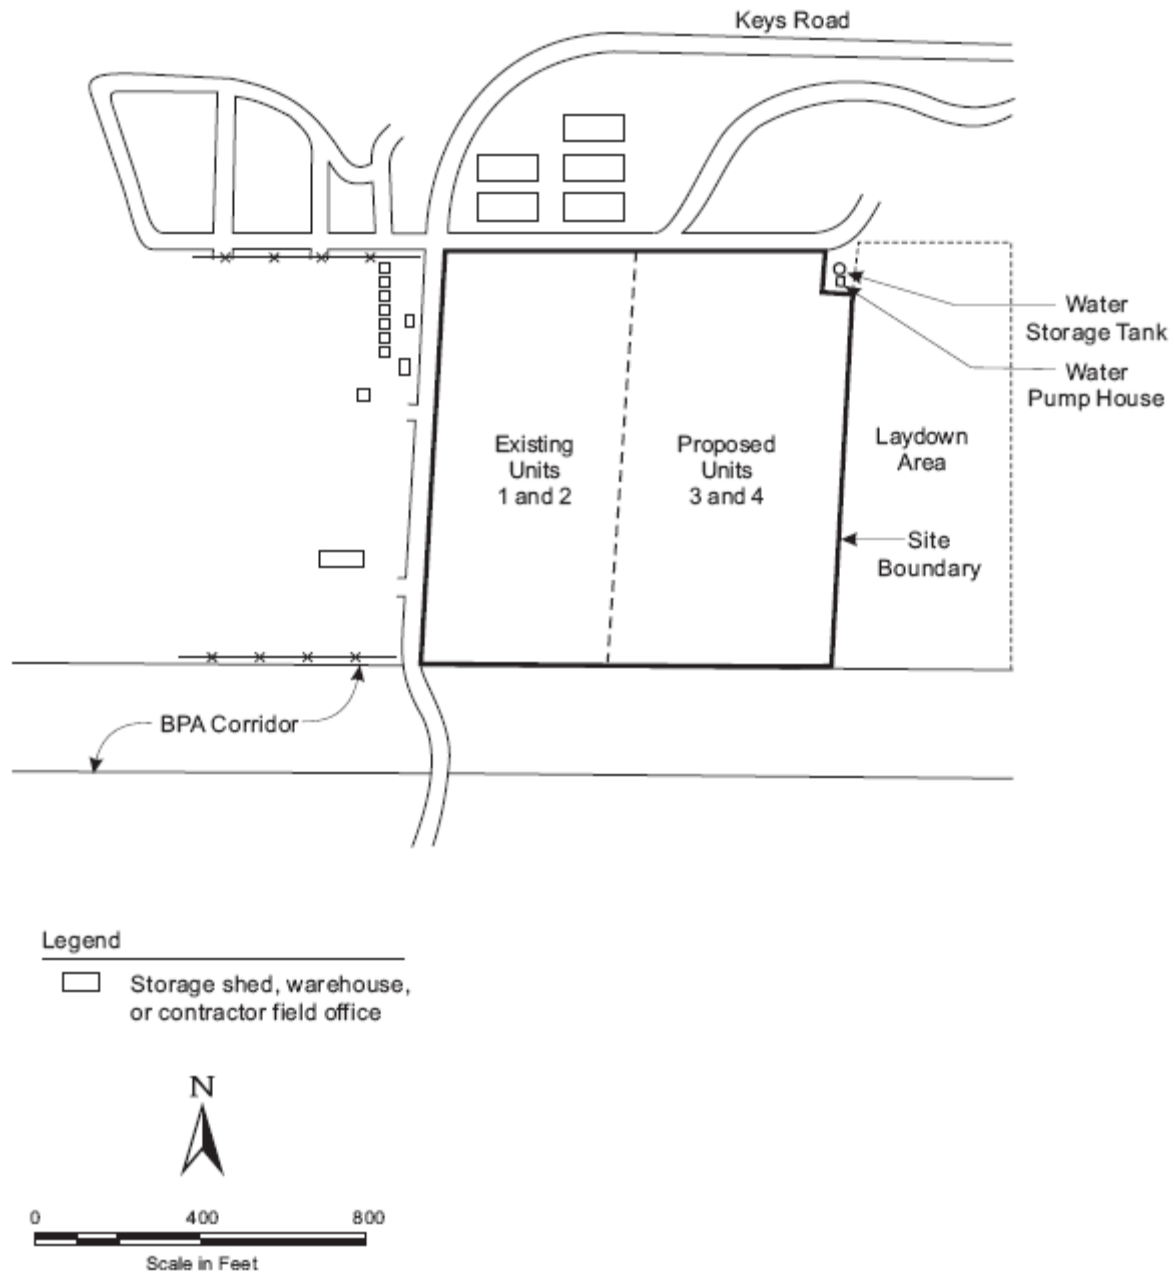 Keys Road
Water
Storage Tank
Water
Pump House
Laydown
Area
Existing
Units
1 and 2
Proposed
Units
3 and 4
Site
Boundary
BPA Corridor
Legend
Storage shed, warehouse,
or contractor field office
N
0 400 800
Scale in Feet